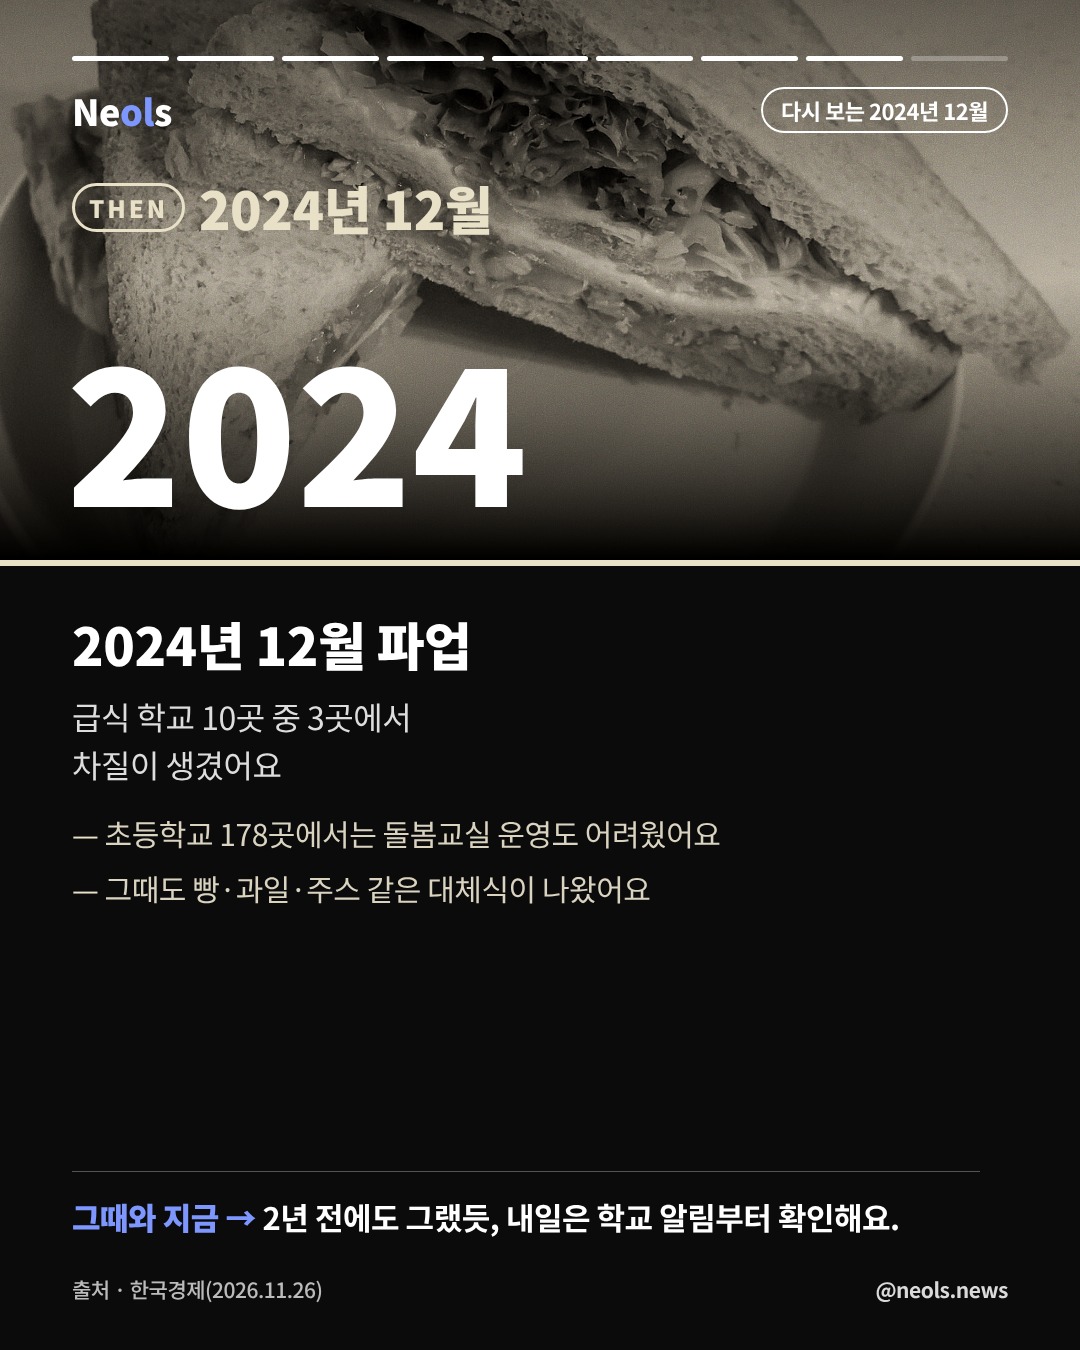 Neols
다시 보는 2024년 12월
THEN 2024년 12월
2024
2024년 12월 파업
급식 학교 10곳 중 3곳에서
차질이 생겼어요
— 초등학교 178곳에서는 돌봄교실 운영도 어려웠어요
— 그때도 빵·과일·주스 같은 대체식이 나왔어요
그때와 지금 → 2년 전에도 그랬듯, 내일은 학교 알림부터 확인해요.
출처 · 한국경제(2026.11.26)
@neols.news